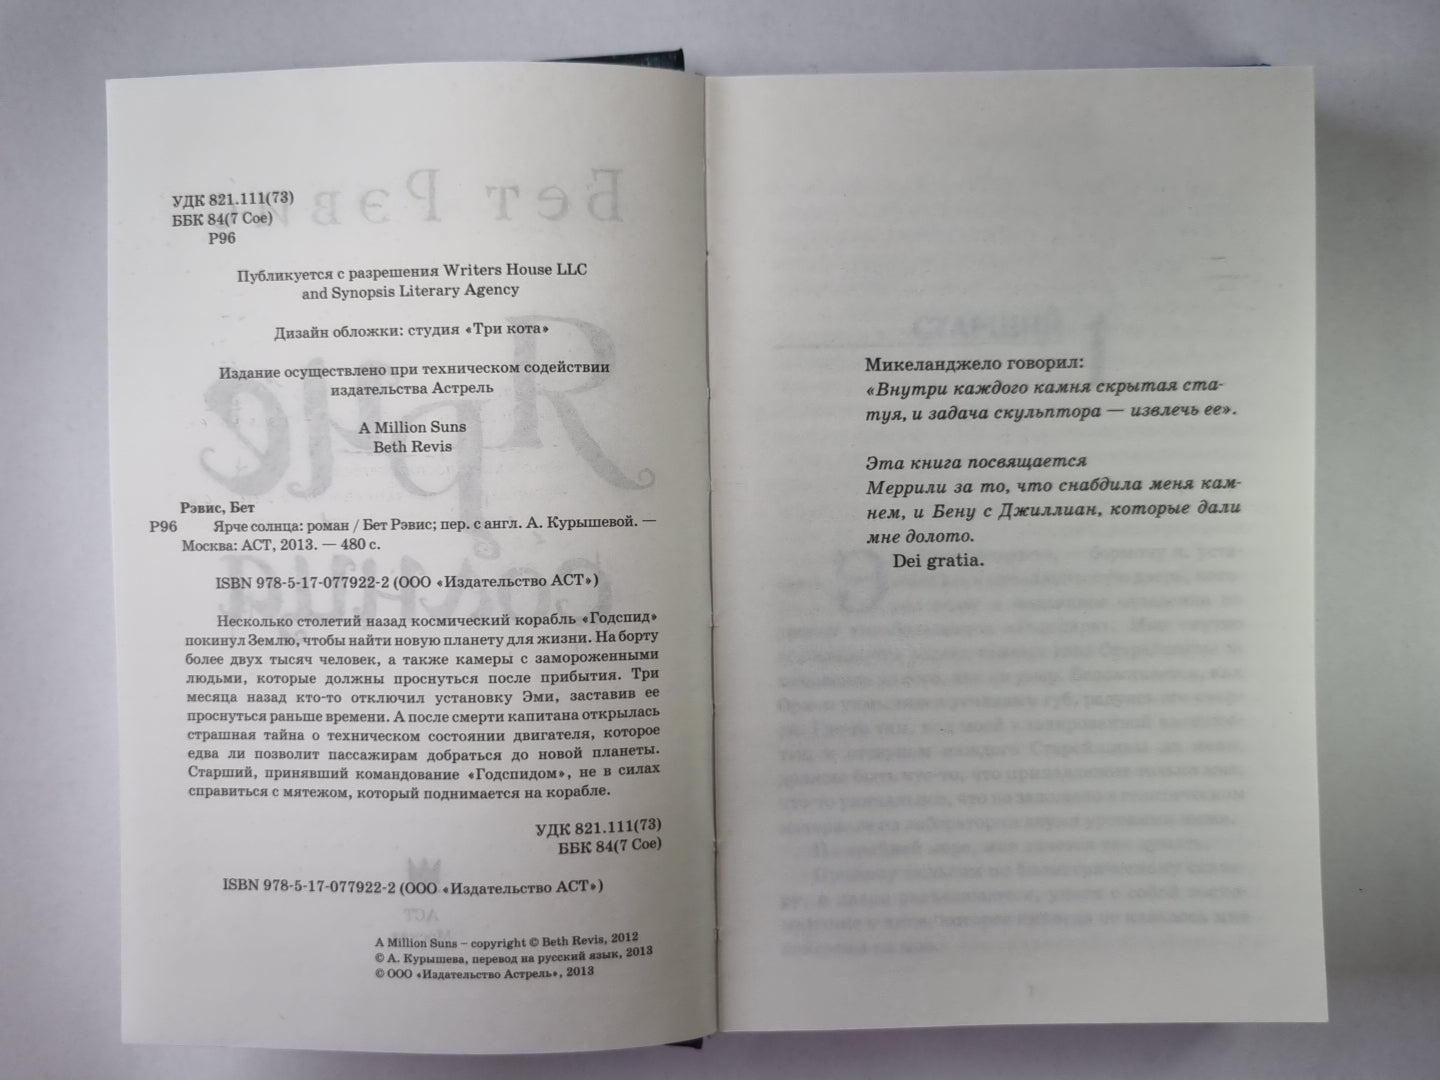 УДК 821.111(73)
ББК 84(7 Сое)
Р96
Публикуется с разрешения Writers House LLC
and Synopsis Literary Agency
Дизайн обложки: студия «Три кота»
Издание осуществлено при техническом содействии
издательства Астрель
A Million Suns
Beth Revis
Рэвис, Бет
Р96 Ярче солнца: роман / Бет Рэвис; пер. с англ. А. Курышевой. —
Москва: АСТ, 2013. — 480 с.
ISBN 978-5-17-077922-2 (ООО «Издательство АСТ»)
Несколько столетий назад космический корабль «Годспид»
покинул Землю, чтобы найти новую планету для жизни. На борту
более двух тысяч человек, а также камеры с замороженными
людьми, которые должны проснуться после прибытия. Три
месяца назад кто-то отключил установку Эми, заставив ее
проснуться раньше времени. А после смерти капитана открылась
страшная тайна о техническом состоянии двигателя, которое
едва ли позволит пассажирам добраться до новой планеты.
Старший, принявший командование «Годспидом», не в силах
справиться с мятежом, который поднимается на корабле.
УДК 821.111(73)
ББК 84(7 Сое)
ISBN 978-5-17-077922-2 (ООО «Издательство АСТ»)
A Million Suns – copyright © Beth Revis, 2012
© А. Курышева, перевод на русский язык, 2013
© ООО «Издательство Астрель», 2013
Микеланджело говорил:
«Внутри каждого камня скрытая ста-
туя, и задача скульптора — извлечь ее».
Эта книга посвящается
Меррили за то, что снабдила меня кам-
нем, и Бену с Джиллиан, которые дали
мне долото.
Dei gratia.